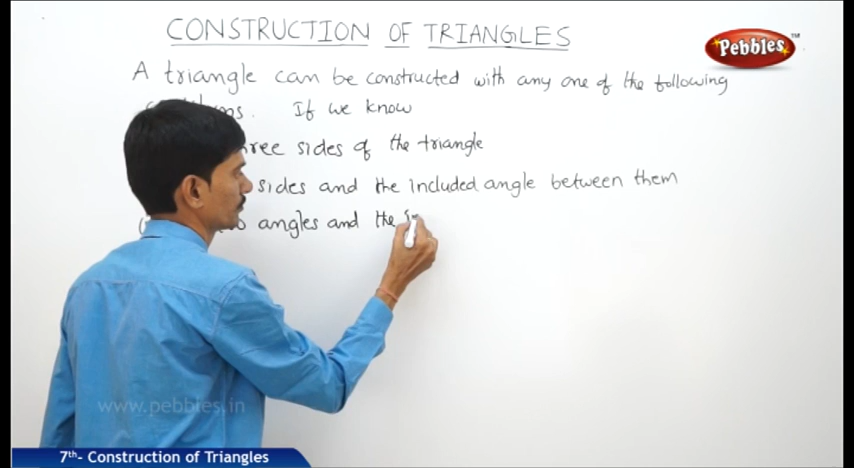 CONSTRUCTION OF TRIANGLES
Pebbles TM
A triangle can be constructed with any one of the following
If we know
sides of the triangle
sides and the included angle between them
angles and the
www.pebbles.in
7th- Construction of Triangles